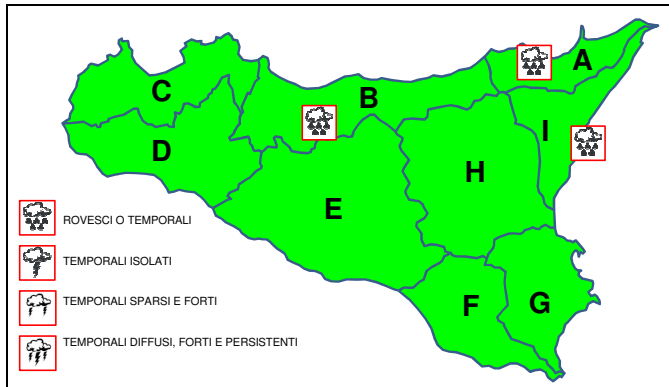 A
B
C
I
D
H
E
F
G
ROVESCI O TEMPORALI
TEMPORALI ISOLATI
TEMPORALI SPARSI E FORTI
TEMPORALI DIFFUSI, FORTI E PERSISTENTI